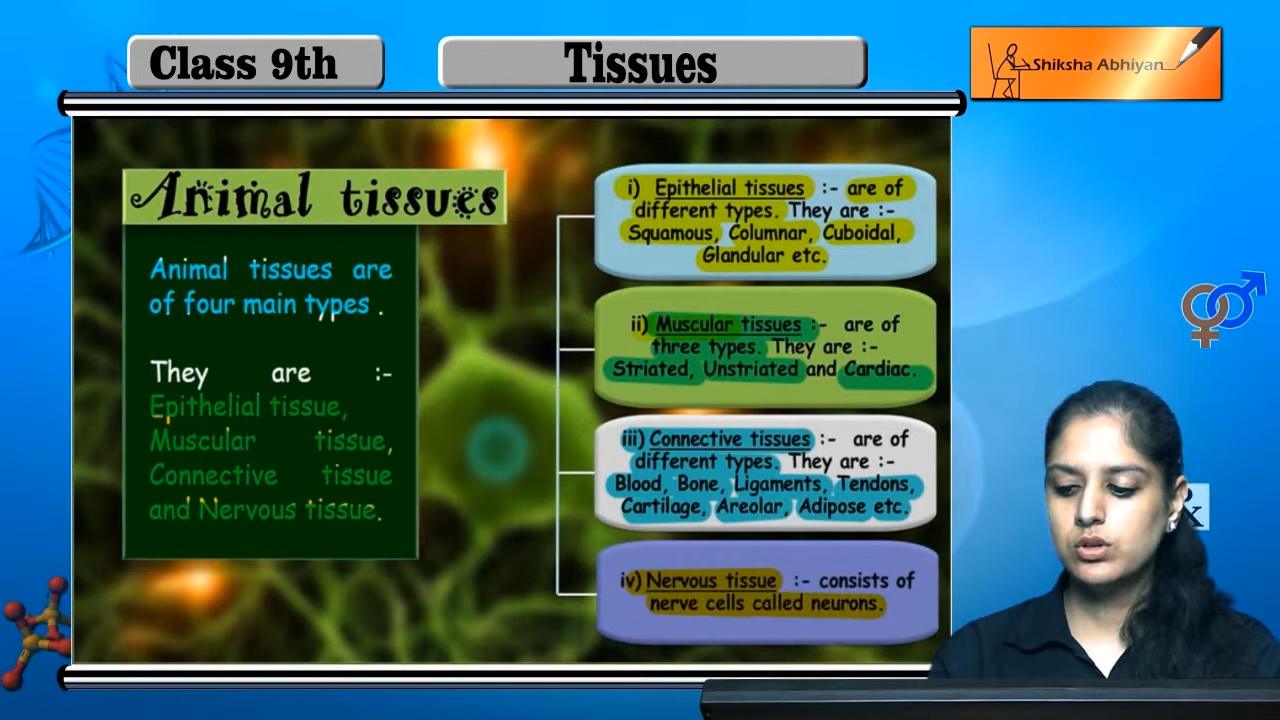 Class 9th
Tissues
Shiksha Abhiyan
Animal tissues
Animal tissues are
of four main types .
They are :-
Epithelial tissue,
Muscular tissue,
Connective tissue
and Nervous tissue.
i) Epithelial tissues :- are of
different types. They are :-
Squamous, Columnar, Cuboidal,
Glandular etc.
ii) Muscular tissues :- are of
three types. They are :-
Striated, Unstriated and Cardiac.
iii) Connective tissues :- are of
different types. They are :-
Blood, Bone, Ligaments, Tendons,
Cartilage, Areolar, Adipose etc.
iv) Nervous tissue :- consists of
nerve cells called neurons.